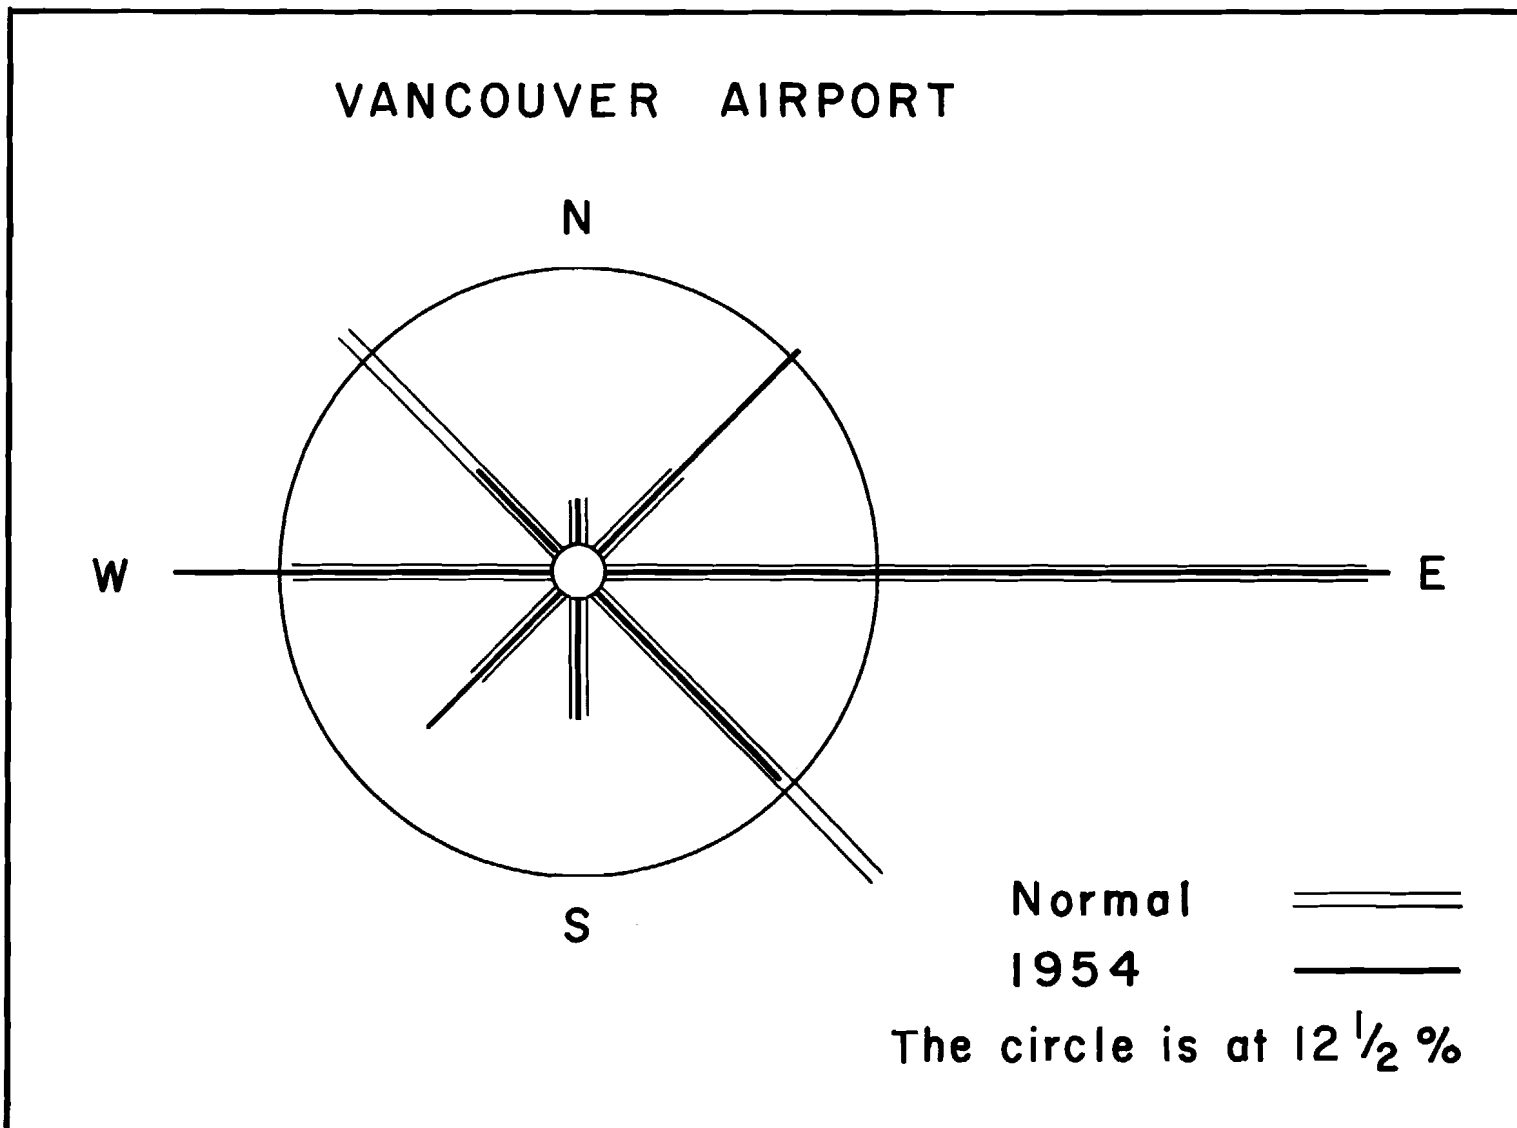 VANCOUVER AIRPORT
N
W
E
S
Normal
1954
The circle is at 12 1/2 %